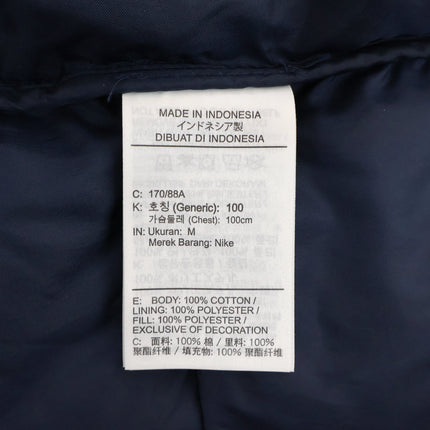 MADE IN INDONESIA
インドネシア製
DIBUAT DI INDONESIA
C: 170/88A
K: 호칭 (Generic): 100
가슴둘레 (Chest): 100cm
IN: Ukuran: M
Merek Barang: Nike
E: BODY: 100% COTTON /
LINING: 100% POLYESTER /
FILL: 100% POLYESTER /
EXCLUSIVE OF DECORATION
C: 面料: 100% 棉 / 里料: 100%
聚酯纤维 / 填充物: 100%
聚酯纤维